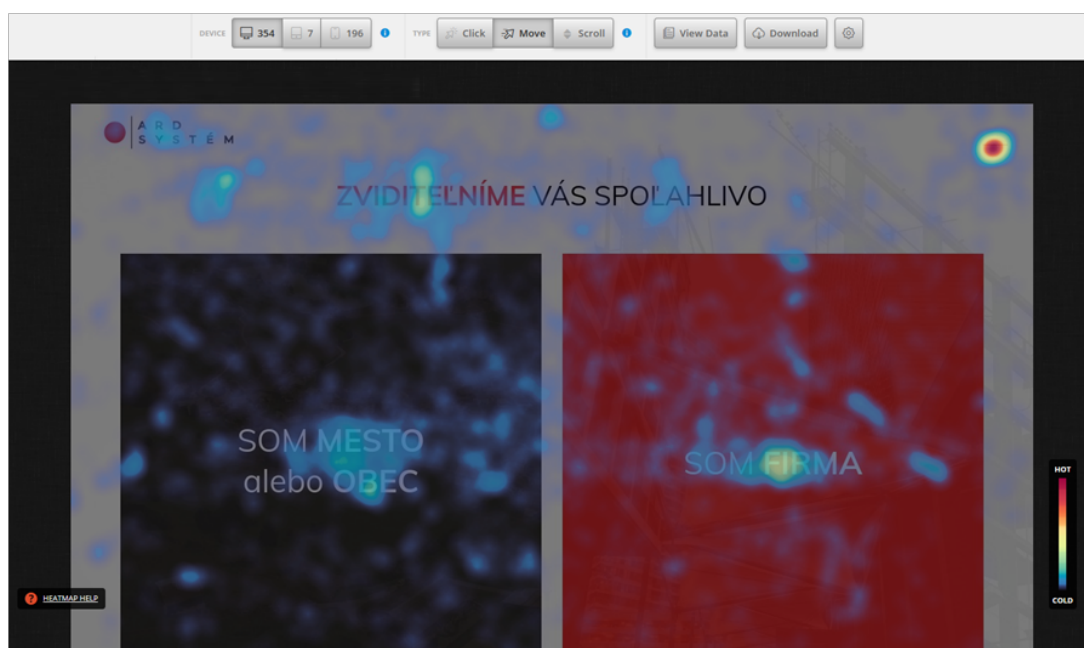 DEVICE 354 7 196 TYPE Click Move Scroll View Data Download
ARD
SYSTÉM
ZVIDITEĽNÍME VÁS SPOĽAHLIVO
SOM MESTO
alebo OBEC
SOM FIRMA
HOT
COLD
? HEATMAP HELP